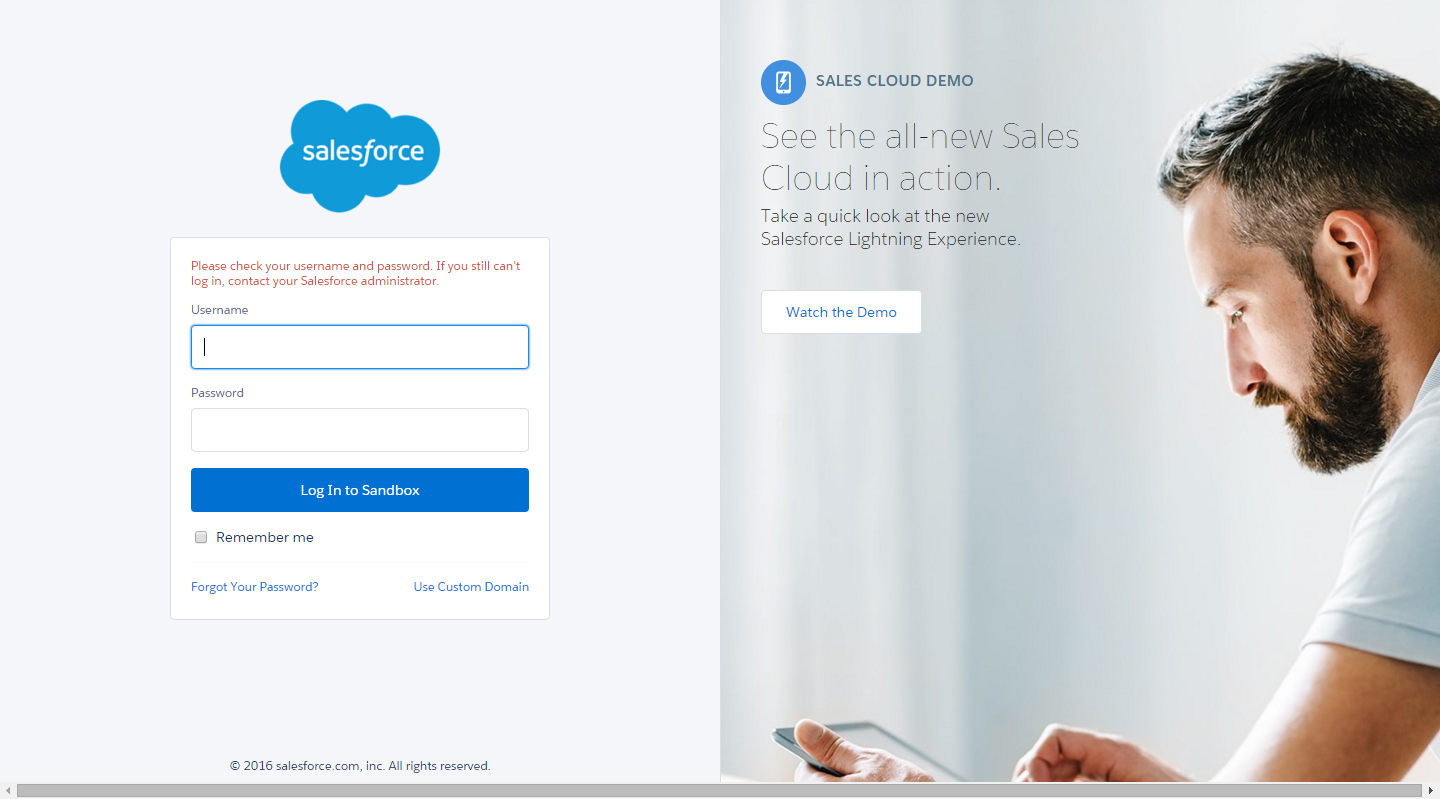 salesforce
Please check your username and password. If you still can't
log in, contact your Salesforce administrator.
Username
Password
Log In to Sandbox
Remember me
Forgot Your Password?
Use Custom Domain
© 2016 salesforce.com, inc. All rights reserved.
SALES CLOUD DEMO
See the all-new Sales
Cloud in action.
Take a quick look at the new
Salesforce Lightning Experience.
Watch the Demo